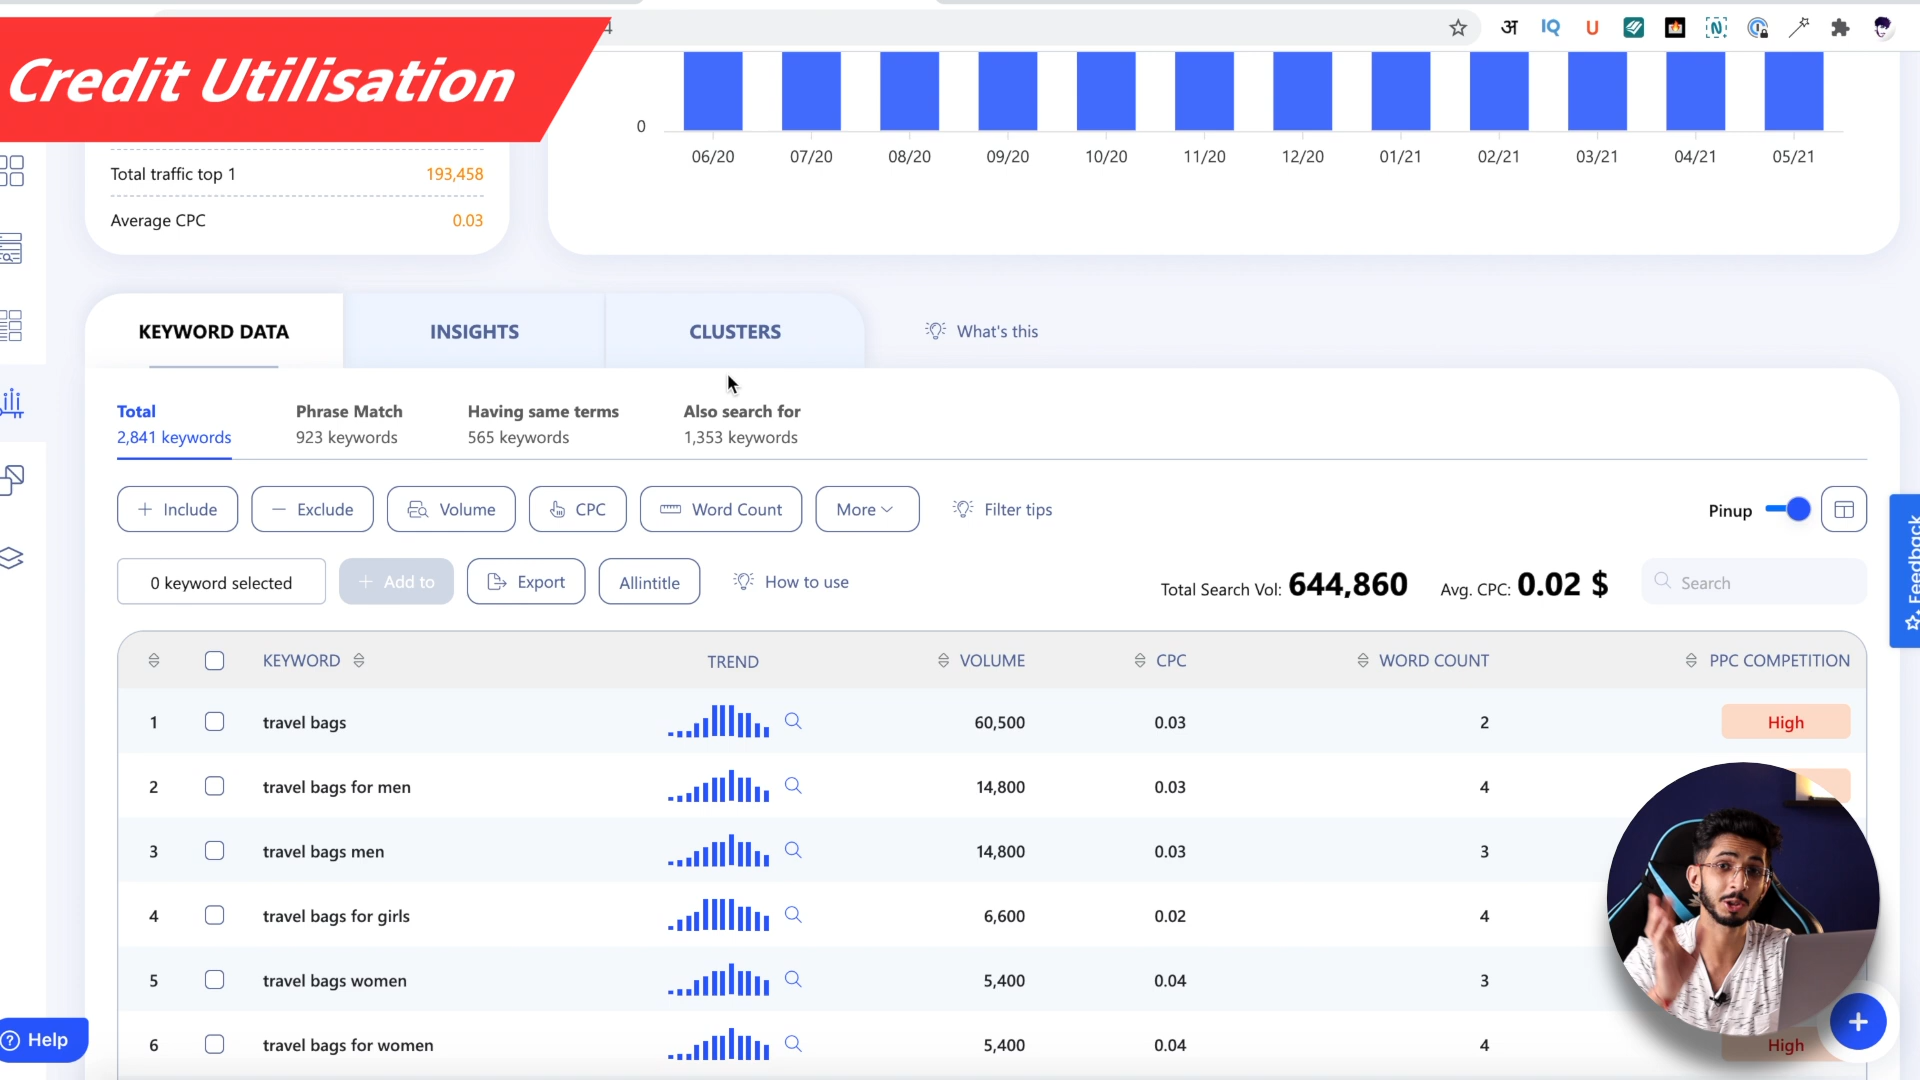 4
Credit Utilisation
0
06/20 07/20 08/20 09/20 10/20 11/20 12/20 01/21 02/21 03/21 04/21 05/21
Total traffic top 1 193,458
Average CPC 0.03
KEYWORD DATA INSIGHTS CLUSTERS What's this
Total Phrase Match Having same terms Also search for
2,841 keywords 923 keywords 565 keywords 1,353 keywords
+ Include − Exclude Volume CPC Word Count More Filter tips Pinup
0 keyword selected + Add to Export Allintitle How to use Total Search Vol: 644,860 Avg. CPC: 0.02 $ Search
Feedback
KEYWORD TREND VOLUME CPC WORD COUNT PPC COMPETITION
1 travel bags 60,500 0.03 2 High
2 travel bags for men 14,800 0.03 4
3 travel bags men 14,800 0.03 3
4 travel bags for girls 6,600 0.02 4
5 travel bags women 5,400 0.04 3
6 travel bags for women 5,400 0.04 4 High
? Help